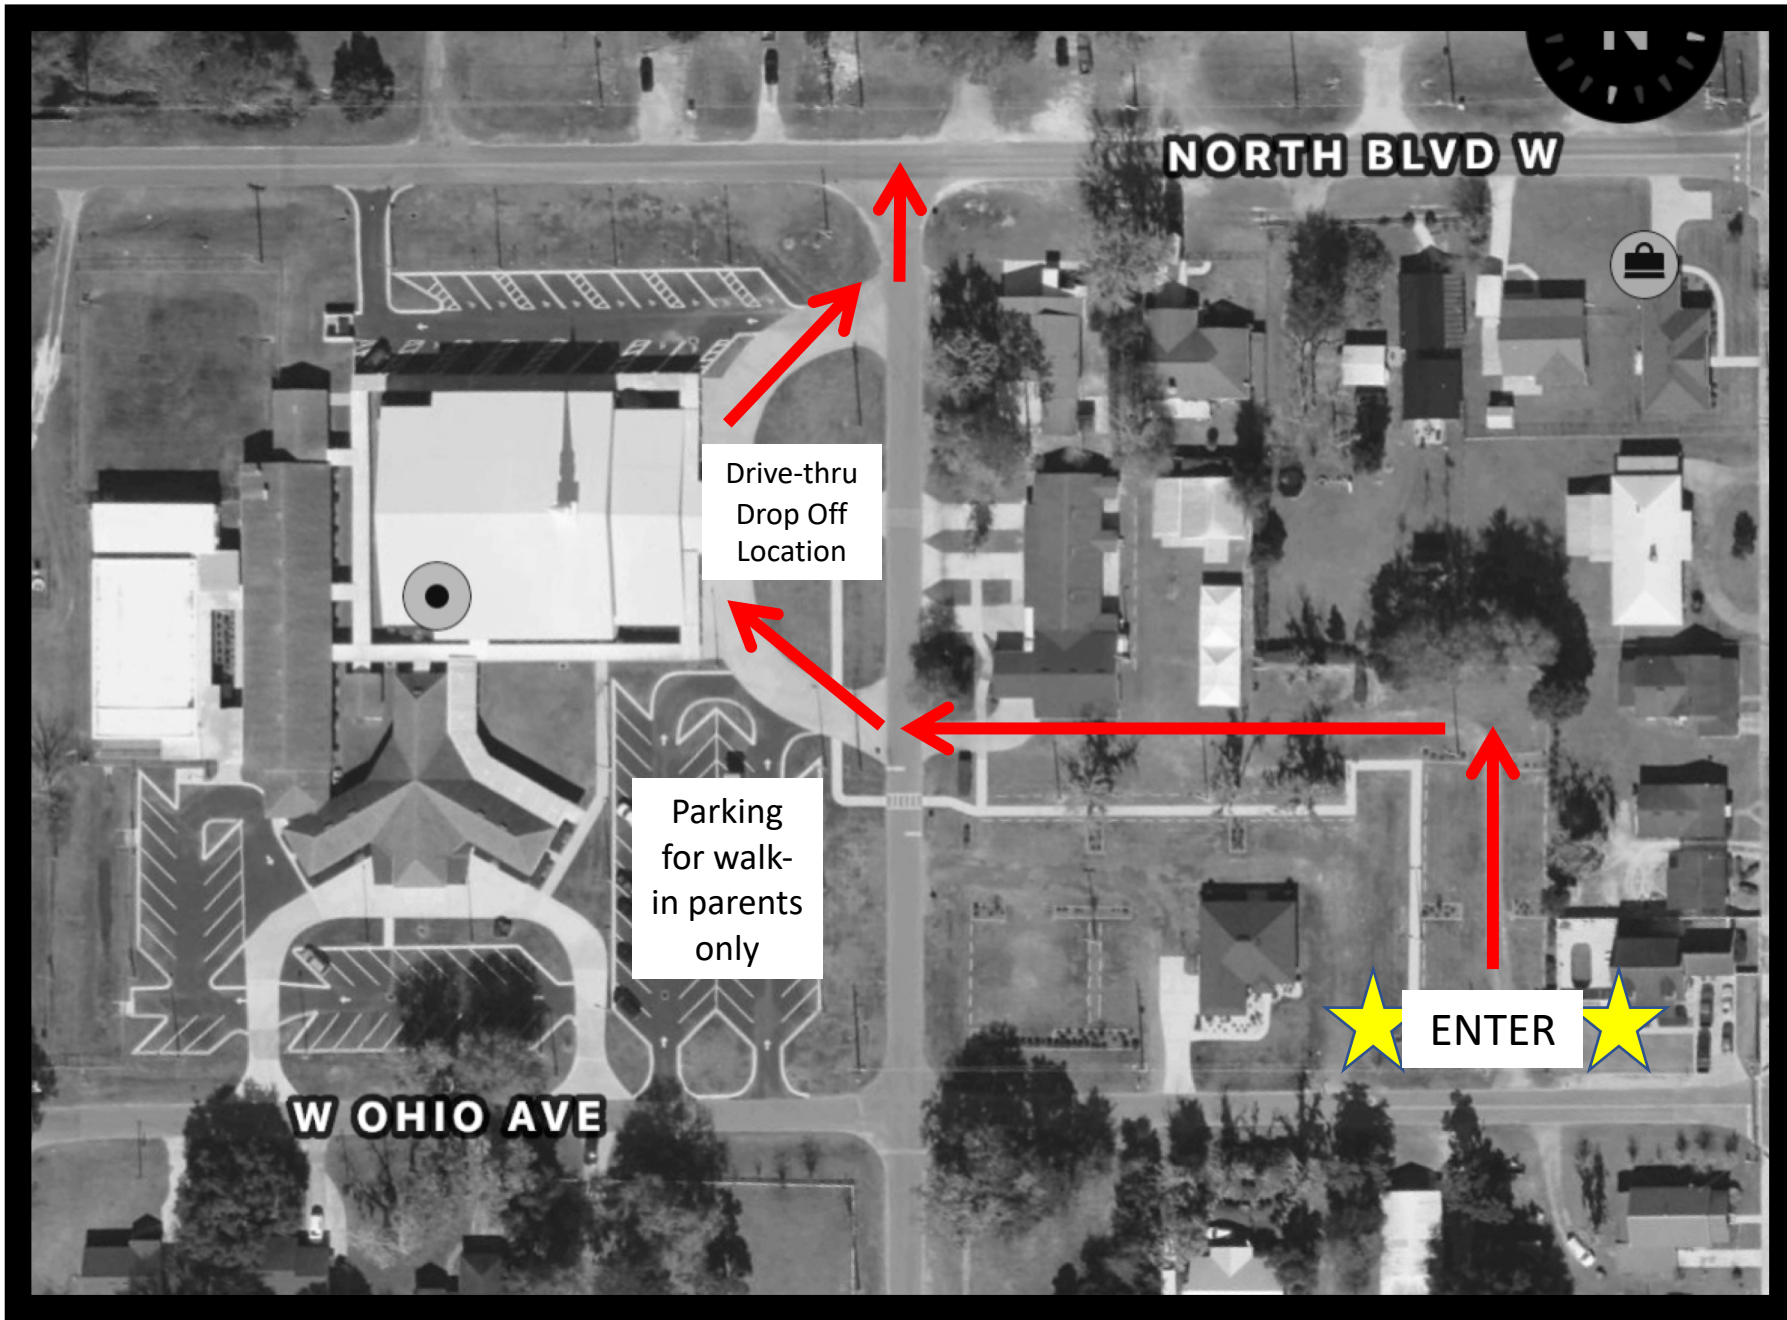 N
NORTH BLVD W
Drive-thru
Drop Off
Location
Parking
for walk-
in parents
only
ENTER
W OHIO AVE